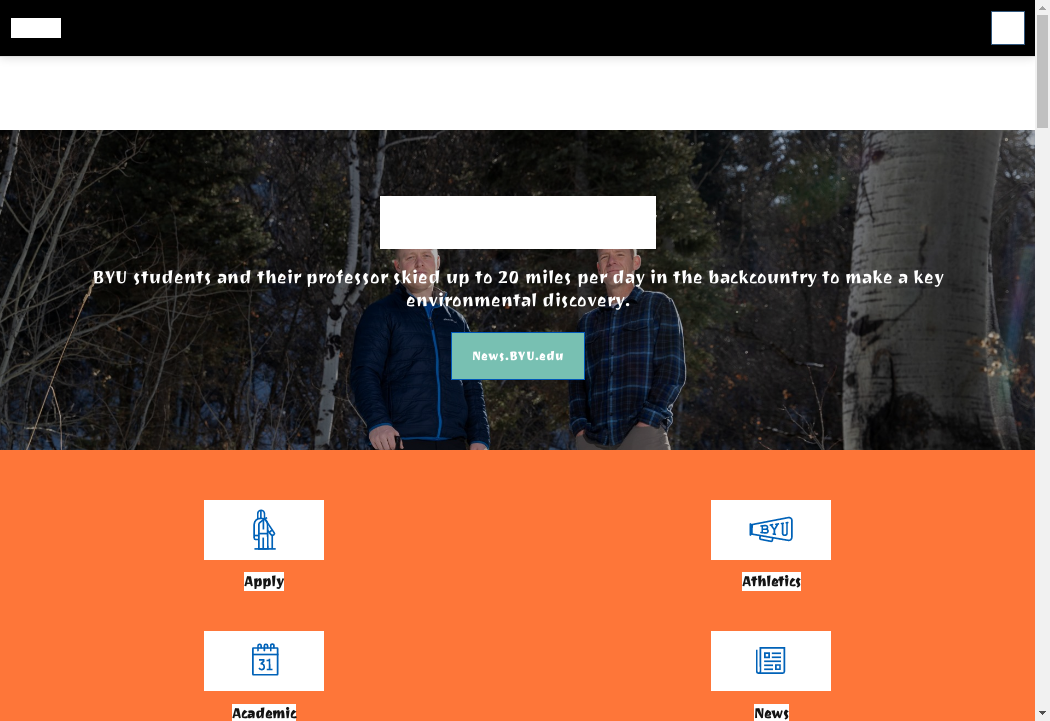 BYU students and their professor skied up to 20 miles per day in the backcountry to make a key
environmental discovery.
News.BYU.edu
BYU
Apply
Athletics
31
Academic
News